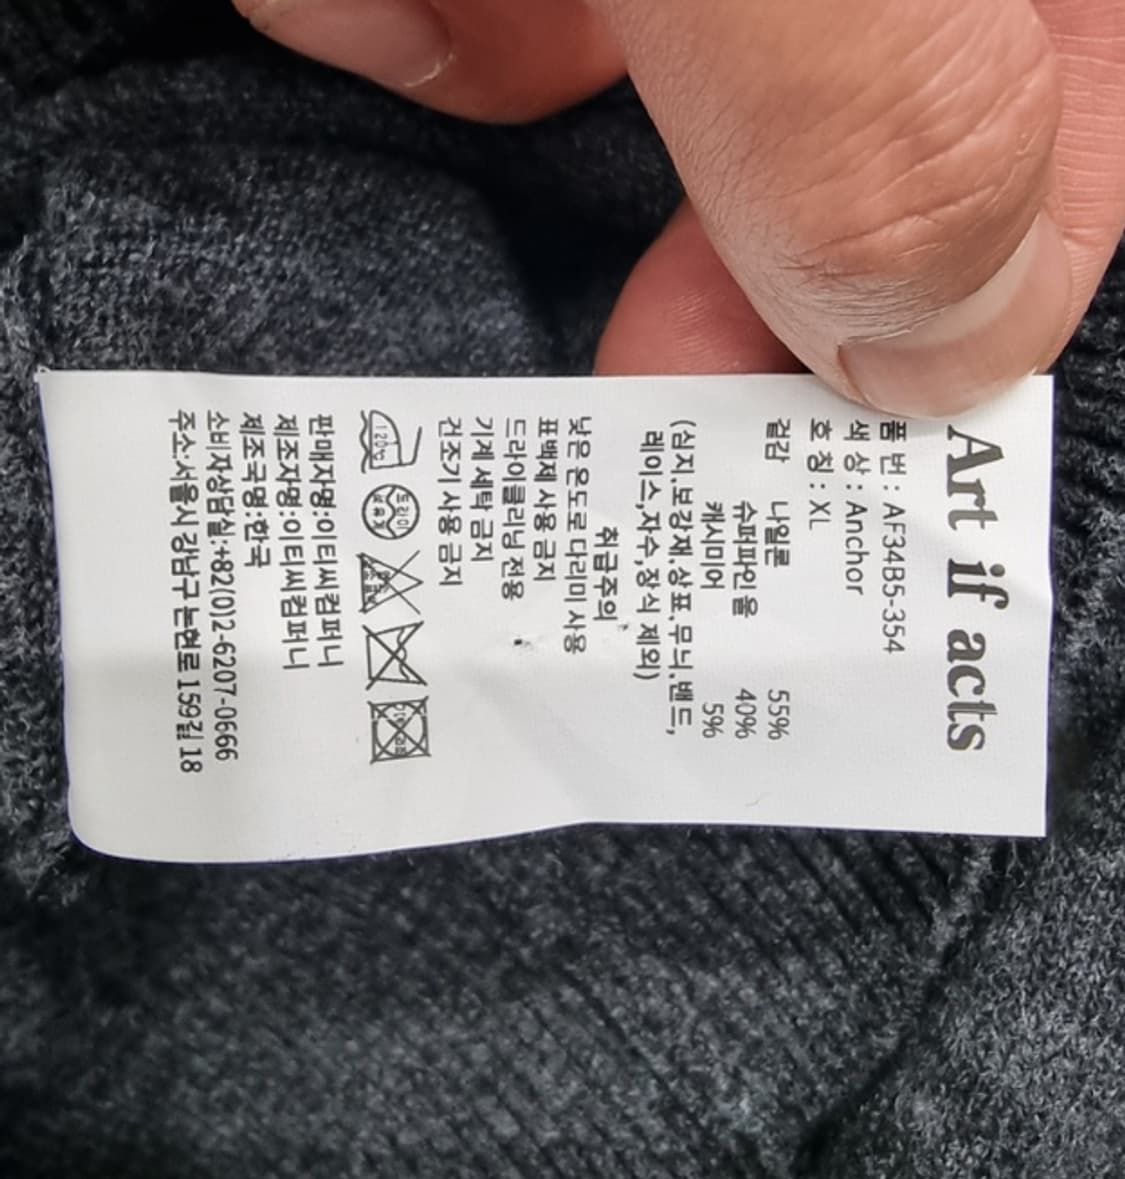 Art if acts
품 번 : AF34B5-354
색 상 : Anchor
호 칭 : XL
겉감 나일론 55%
슈퍼파인울 40%
캐시미어 5%
(심지,보강재,상표,무늬,밴드,
레이스,자수,장식 제외)
취급주의
낮은 온도로 다리미 사용
표백제 사용 금지
드라이클리닝 전용
기계 세탁 금지
건조기 사용 금지
120℃ 드라이
판매자명:이티씨컴퍼니
제조자명:이티씨컴퍼니
제조국명:한국
소비자상담실:+82(0)2-6207-0666
주소:서울시 강남구 논현로 159길 18